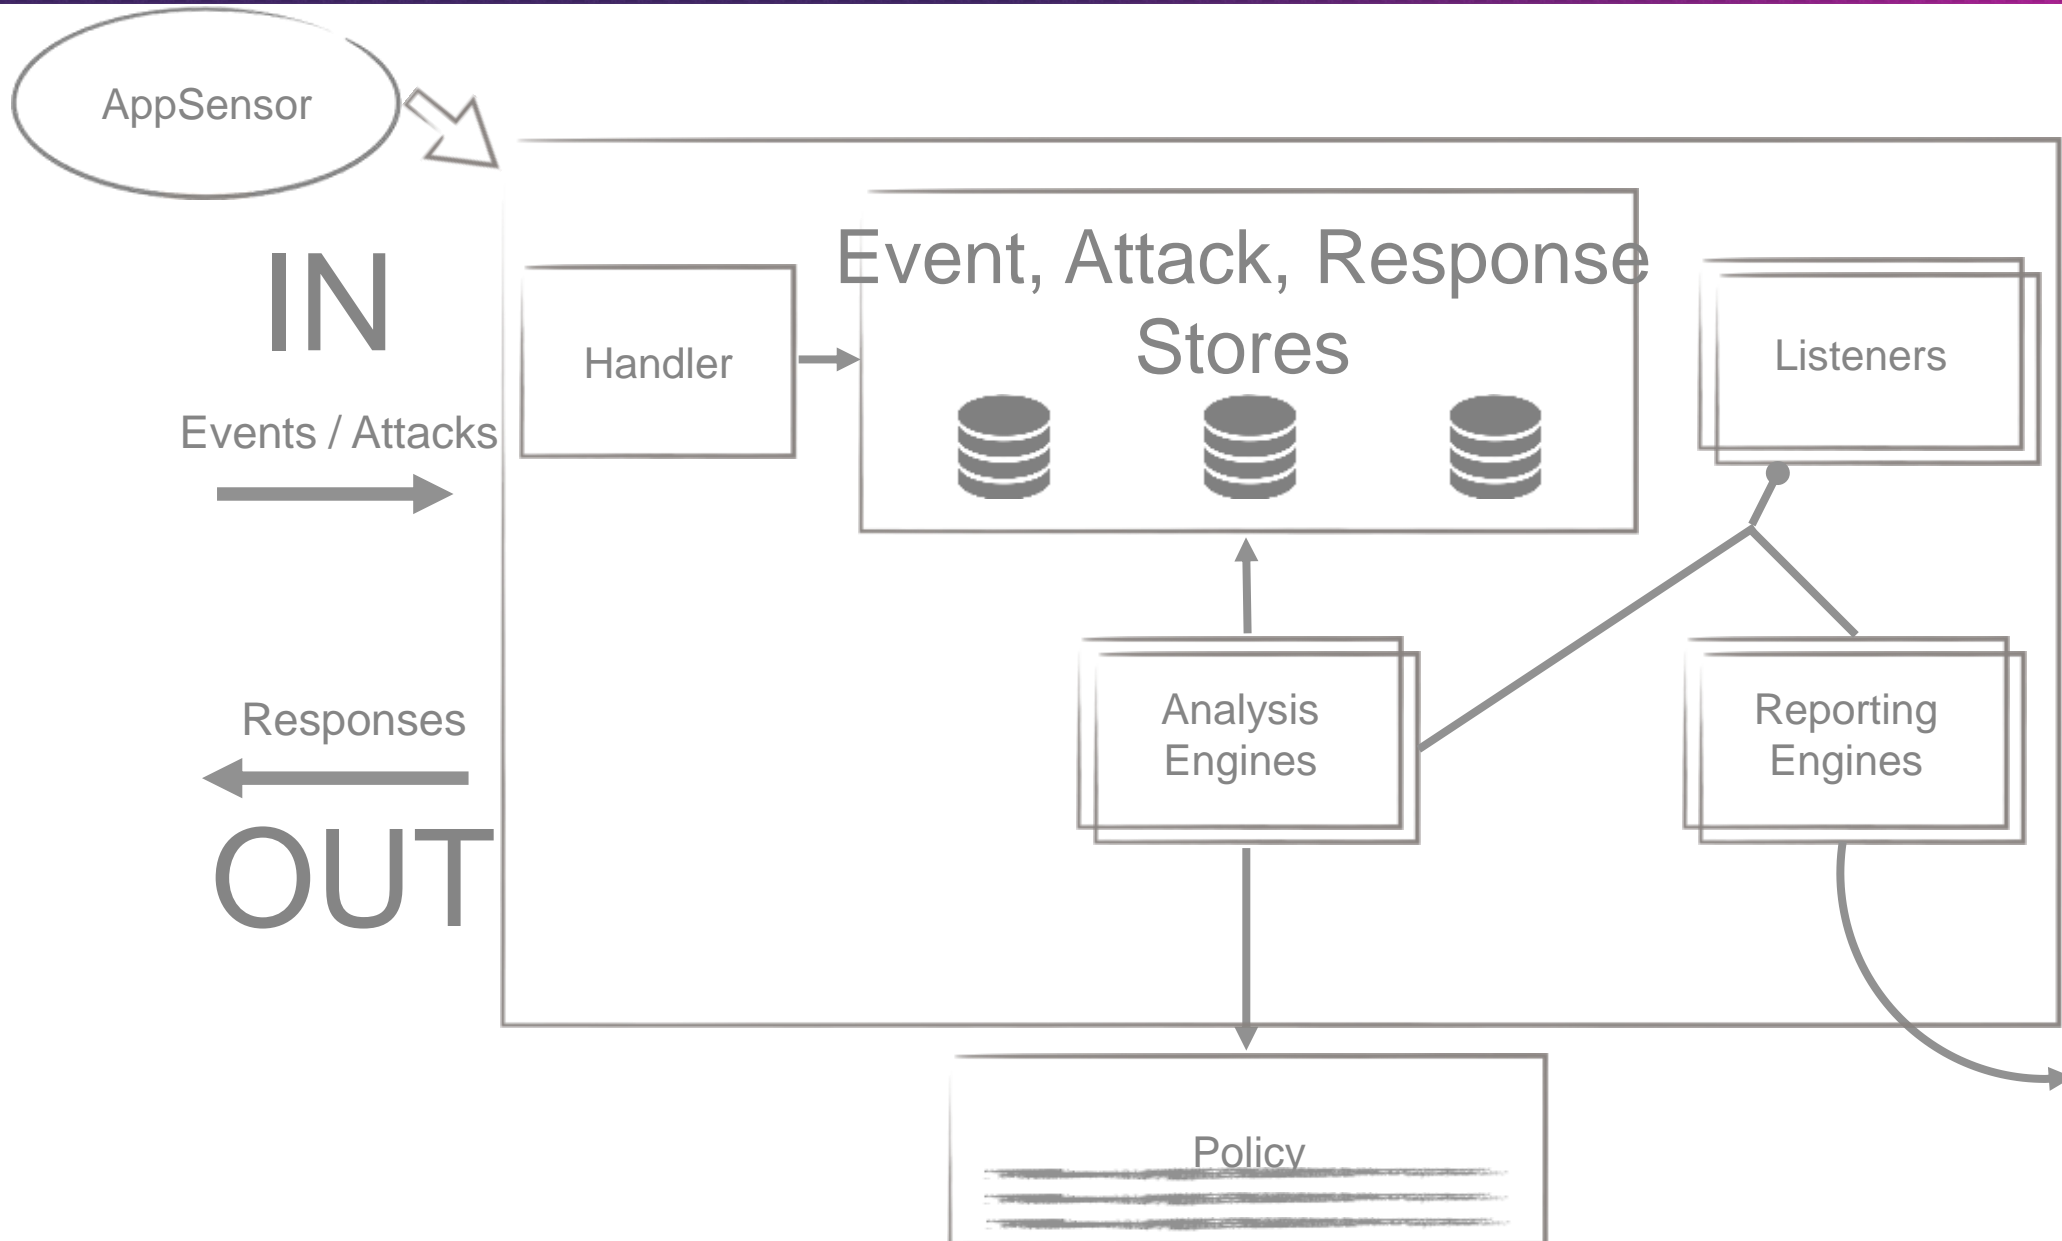 AppSensor
IN
Events / Attacks
Handler
Event, Attack, Response
Stores
Listeners
Responses
OUT
Analysis
Engines
Reporting
Engines
Policy